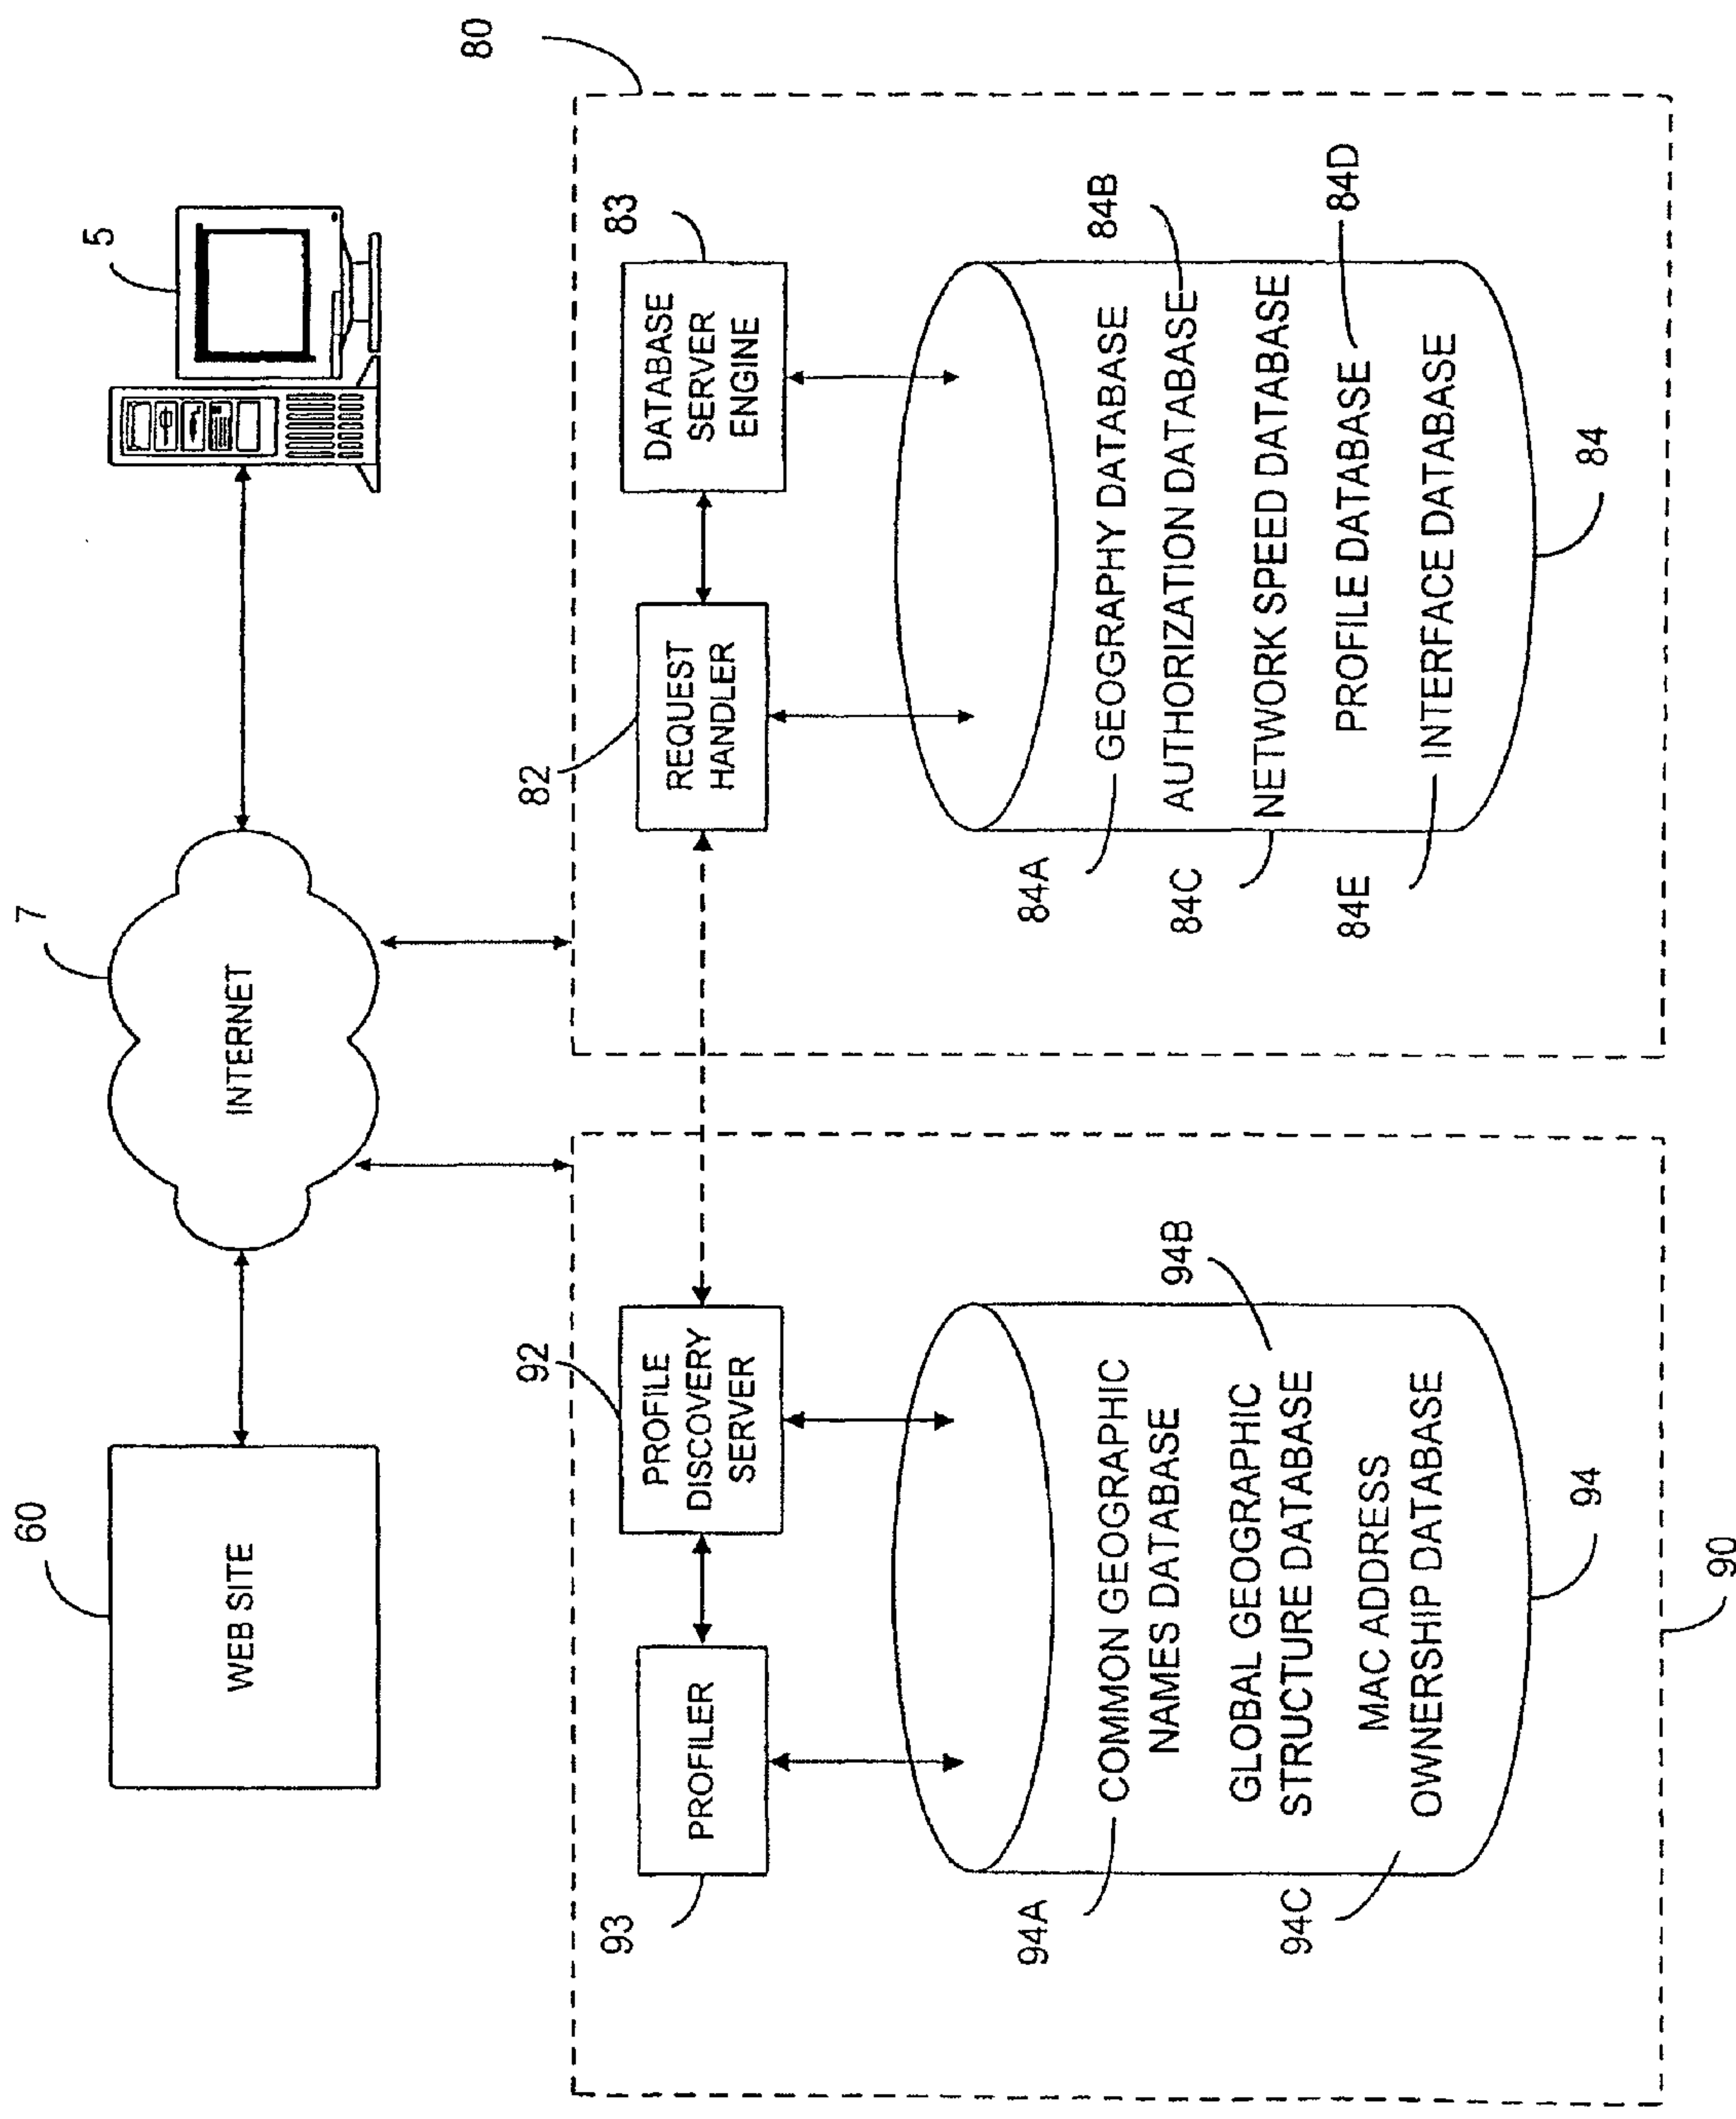 60
WEB SITE
7
INTERNET
5
80
92
PROFILE
DISCOVERY
SERVER
93
PROFILER
94A
COMMON GEOGRAPHIC
NAMES DATABASE
94B
GLOBAL GEOGRAPHIC
STRUCTURE DATABASE
94C
MAC ADDRESS
OWNERSHIP DATABASE
94
90
82
REQUEST
HANDLER
83
DATABASE
SERVER
ENGINE
84A
GEOGRAPHY DATABASE
84B
AUTHORIZATION DATABASE
84C
NETWORK SPEED DATABASE
84D
PROFILE DATABASE
84E
INTERFACE DATABASE
84